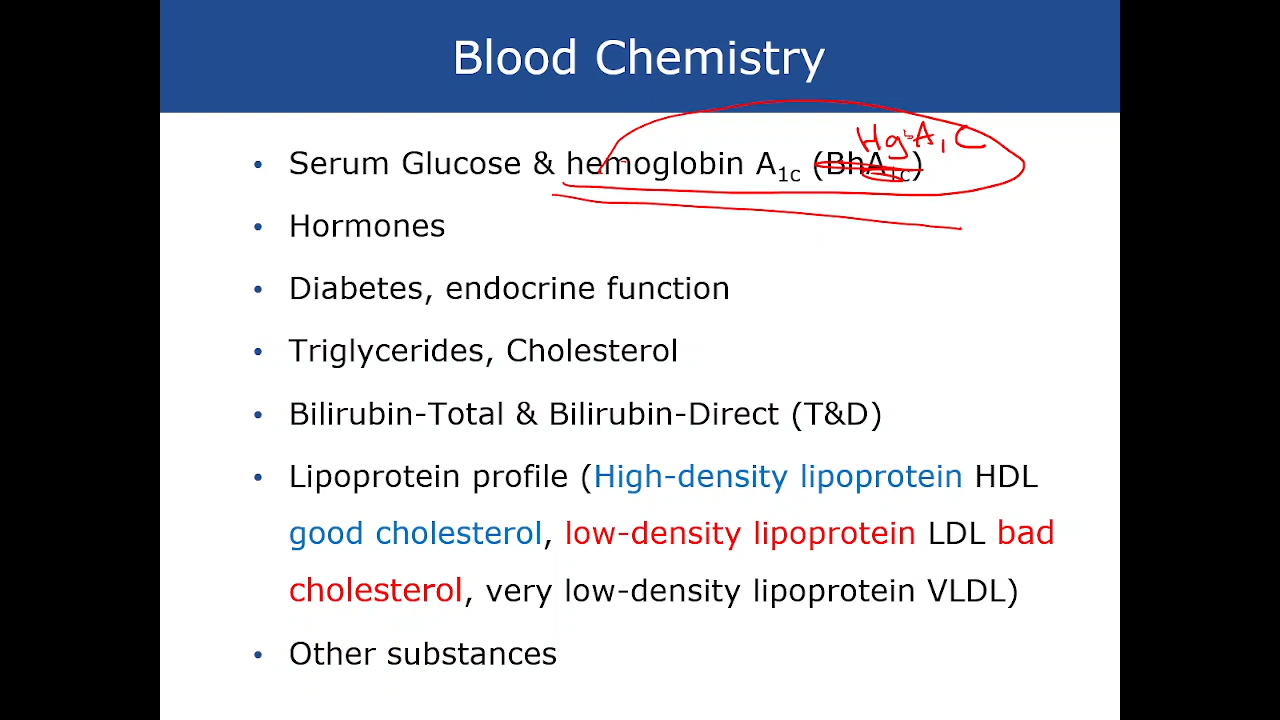 Blood Chemistry
HgbA1C
• Serum Glucose & hemoglobin A1c (BhA1c)
• Hormones
• Diabetes, endocrine function
• Triglycerides, Cholesterol
• Bilirubin-Total & Bilirubin-Direct (T&D)
• Lipoprotein profile (High-density lipoprotein HDL
good cholesterol, low-density lipoprotein LDL bad
cholesterol, very low-density lipoprotein VLDL)
• Other substances